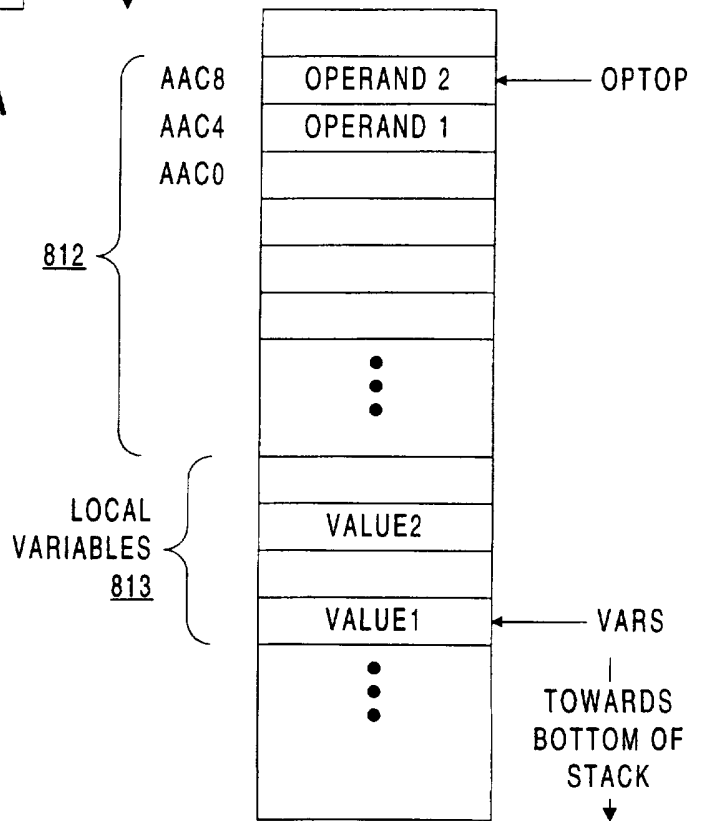 A
AAC8 OPERAND 2 OPTOP
AAC4 OPERAND 1
AAC0
812
LOCAL
VARIABLES
813
VALUE2
VALUE1 VARS
TOWARDS
BOTTOM OF
STACK